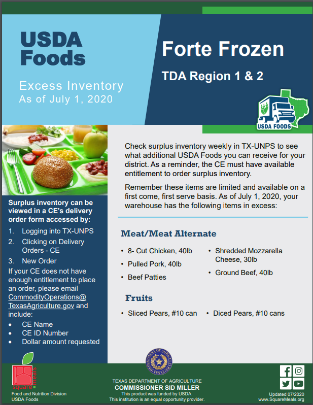 USDA
Foods
Excess Inventory
As of July 1, 2020
Forte Frozen
TDA Region 1 & 2
USDA FOODS
Surplus inventory can be
viewed in a CE's delivery
order form accessed by:
1. Logging into TX-UNPS
2. Clicking on Delivery
Orders - CE
3. New Order
If your CE does not have
enough entitlement to place
an order, please email
CommodityOperations@
TexasAgriculture.gov and
include:
• CE Name
• CE ID Number
• Dollar amount requested
Check surplus inventory weekly in TX-UNPS to see
what additional USDA Foods you can receive for your
district. As a reminder, the CE must have available
entitlement to order surplus inventory.
Remember these items are limited and available on a
first come, first serve basis. As of July 1, 2020, your
warehouse has the following items in excess:
Meat/Meat Alternate
• 8- Cut Chicken, 40lb
• Pulled Pork, 40lb
• Beef Patties
• Shredded Mozzarella
Cheese, 30lb
• Ground Beef, 40lb
Fruits
• Sliced Pears, #10 can
• Diced Pears, #10 cans
Food and Nutrition Division
USDA Foods
TEXAS DEPARTMENT OF AGRICULTURE
COMMISSIONER SID MILLER
This product was funded by USDA.
This institution is an equal opportunity provider.
Updated 07/2020
www.SquareMeals.org